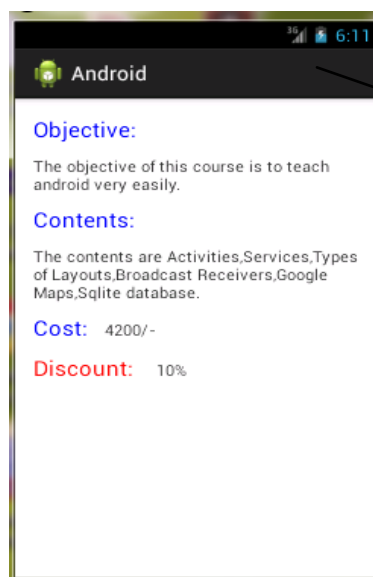 3G 6:11
Android
Objective:
The objective of this course is to teach
android very easily.
Contents:
The contents are Activities,Services,Types
of Layouts,Broadcast Receivers,Google
Maps,Sqlite database.
Cost: 4200/-
Discount: 10%